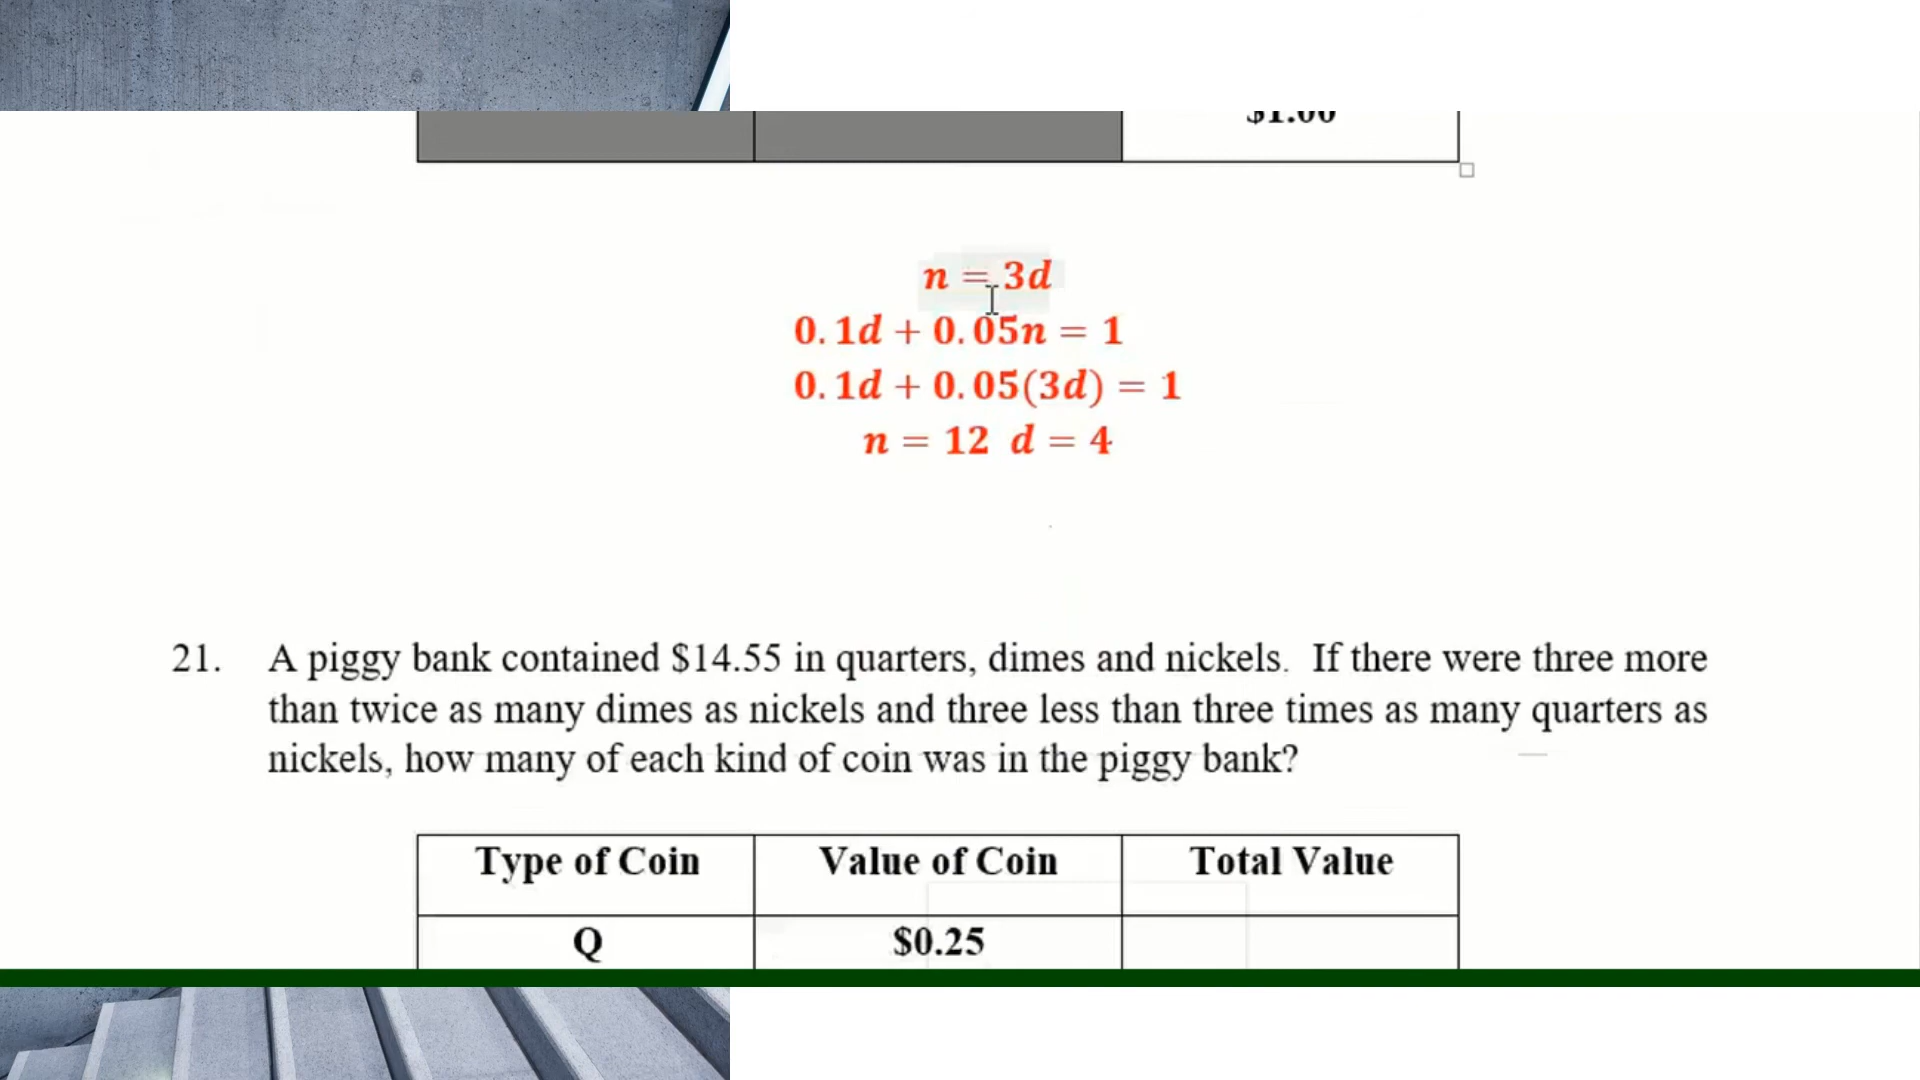 $1.00
n = 3d
0.1d + 0.05n = 1
0.1d + 0.05(3d) = 1
n = 12 d = 4
21. A piggy bank contained $14.55 in quarters, dimes and nickels. If there were three more
than twice as many dimes as nickels and three less than three times as many quarters as
nickels, how many of each kind of coin was in the piggy bank?
Type of Coin Value of Coin Total Value
Q $0.25